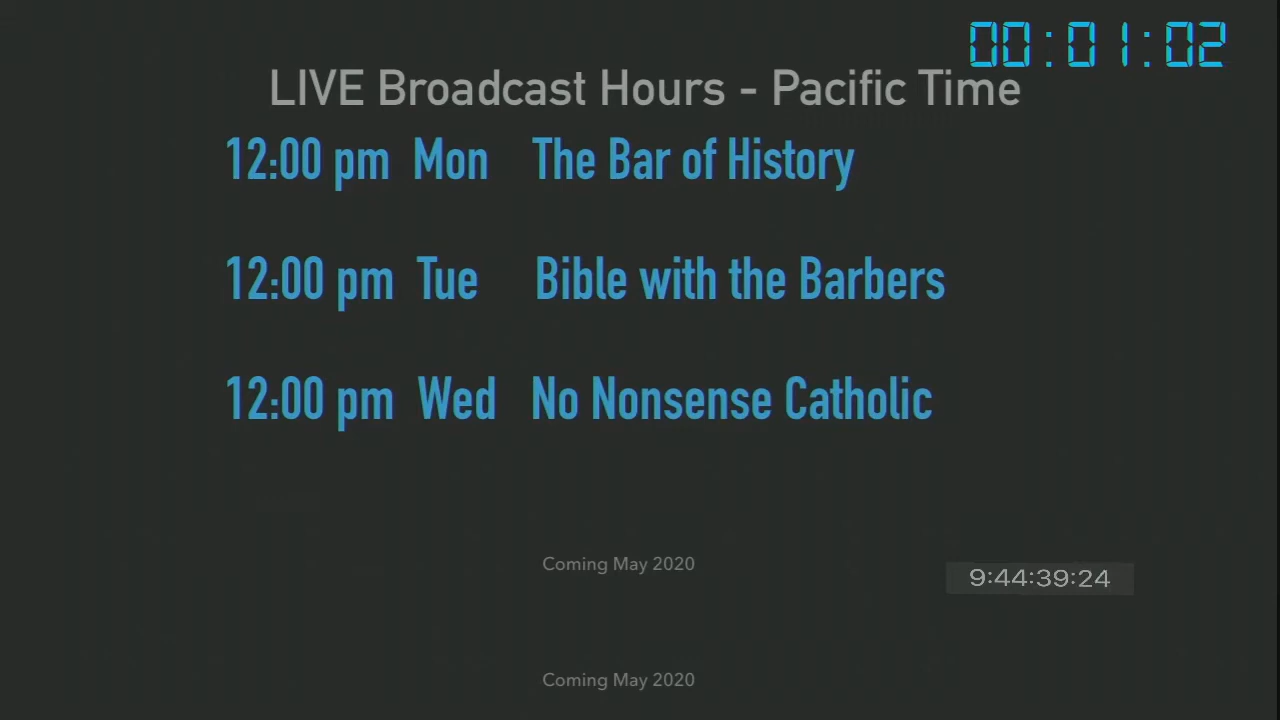 00:01:02
LIVE Broadcast Hours - Pacific Time
12:00 pm Mon The Bar of History
12:00 pm Tue Bible with the Barbers
12:00 pm Wed No Nonsense Catholic
Coming May 2020
9:44:39:24
Coming May 2020